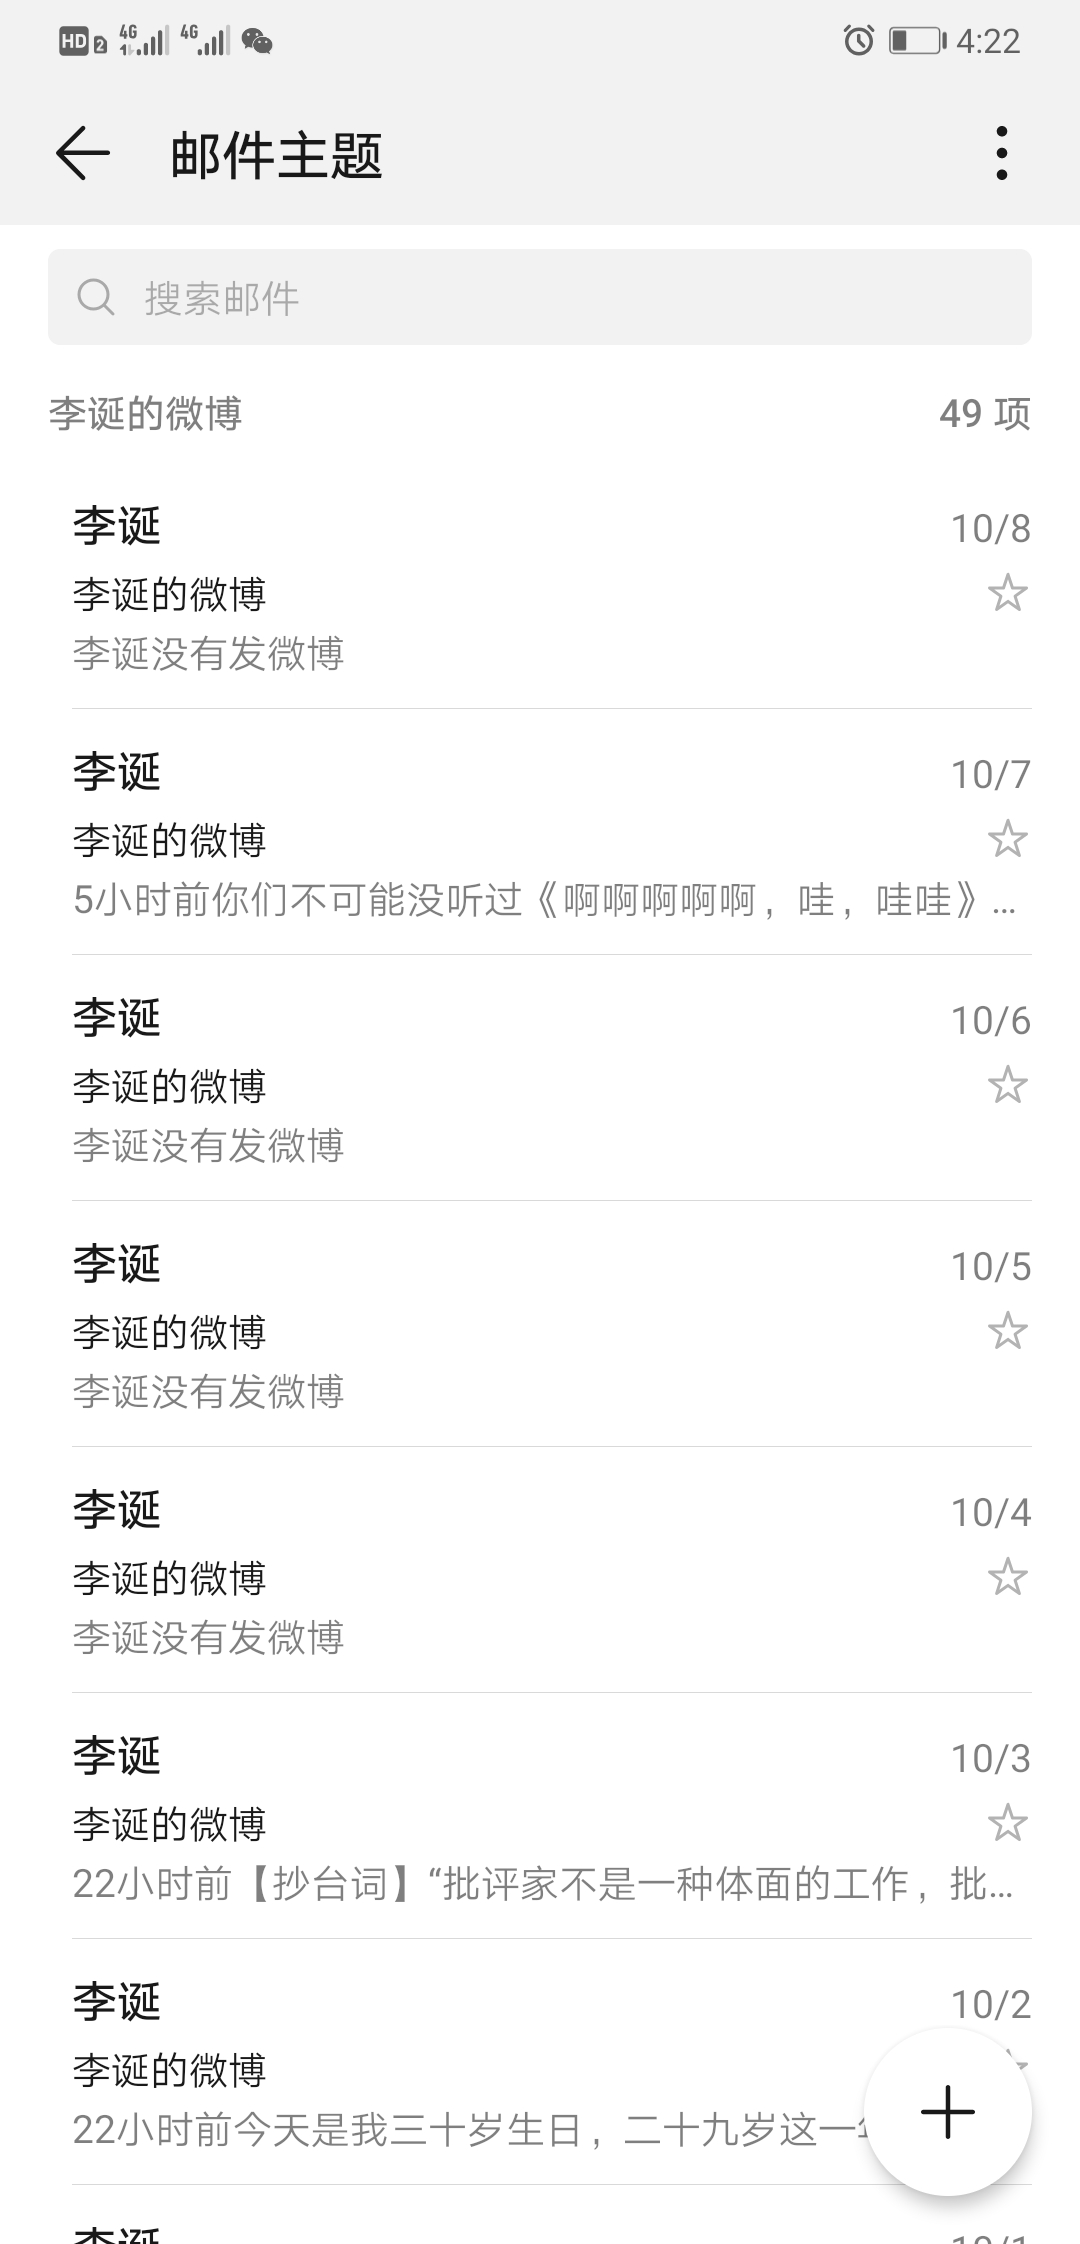 HD 2 4G 4G 4:22
邮件主题
搜索邮件
李诞的微博 49 项
李诞 10/8
李诞的微博
李诞没有发微博
李诞 10/7
李诞的微博
5小时前你们不可能没听过《啊啊啊啊啊，哇，哇哇》...
李诞 10/6
李诞的微博
李诞没有发微博
李诞 10/5
李诞的微博
李诞没有发微博
李诞 10/4
李诞的微博
李诞没有发微博
李诞 10/3
李诞的微博
22小时前【抄台词】“批评家不是一种体面的工作，批...
李诞 10/2
李诞的微博
22小时前今天是我三十岁生日，二十九岁这一
李诞 10/1